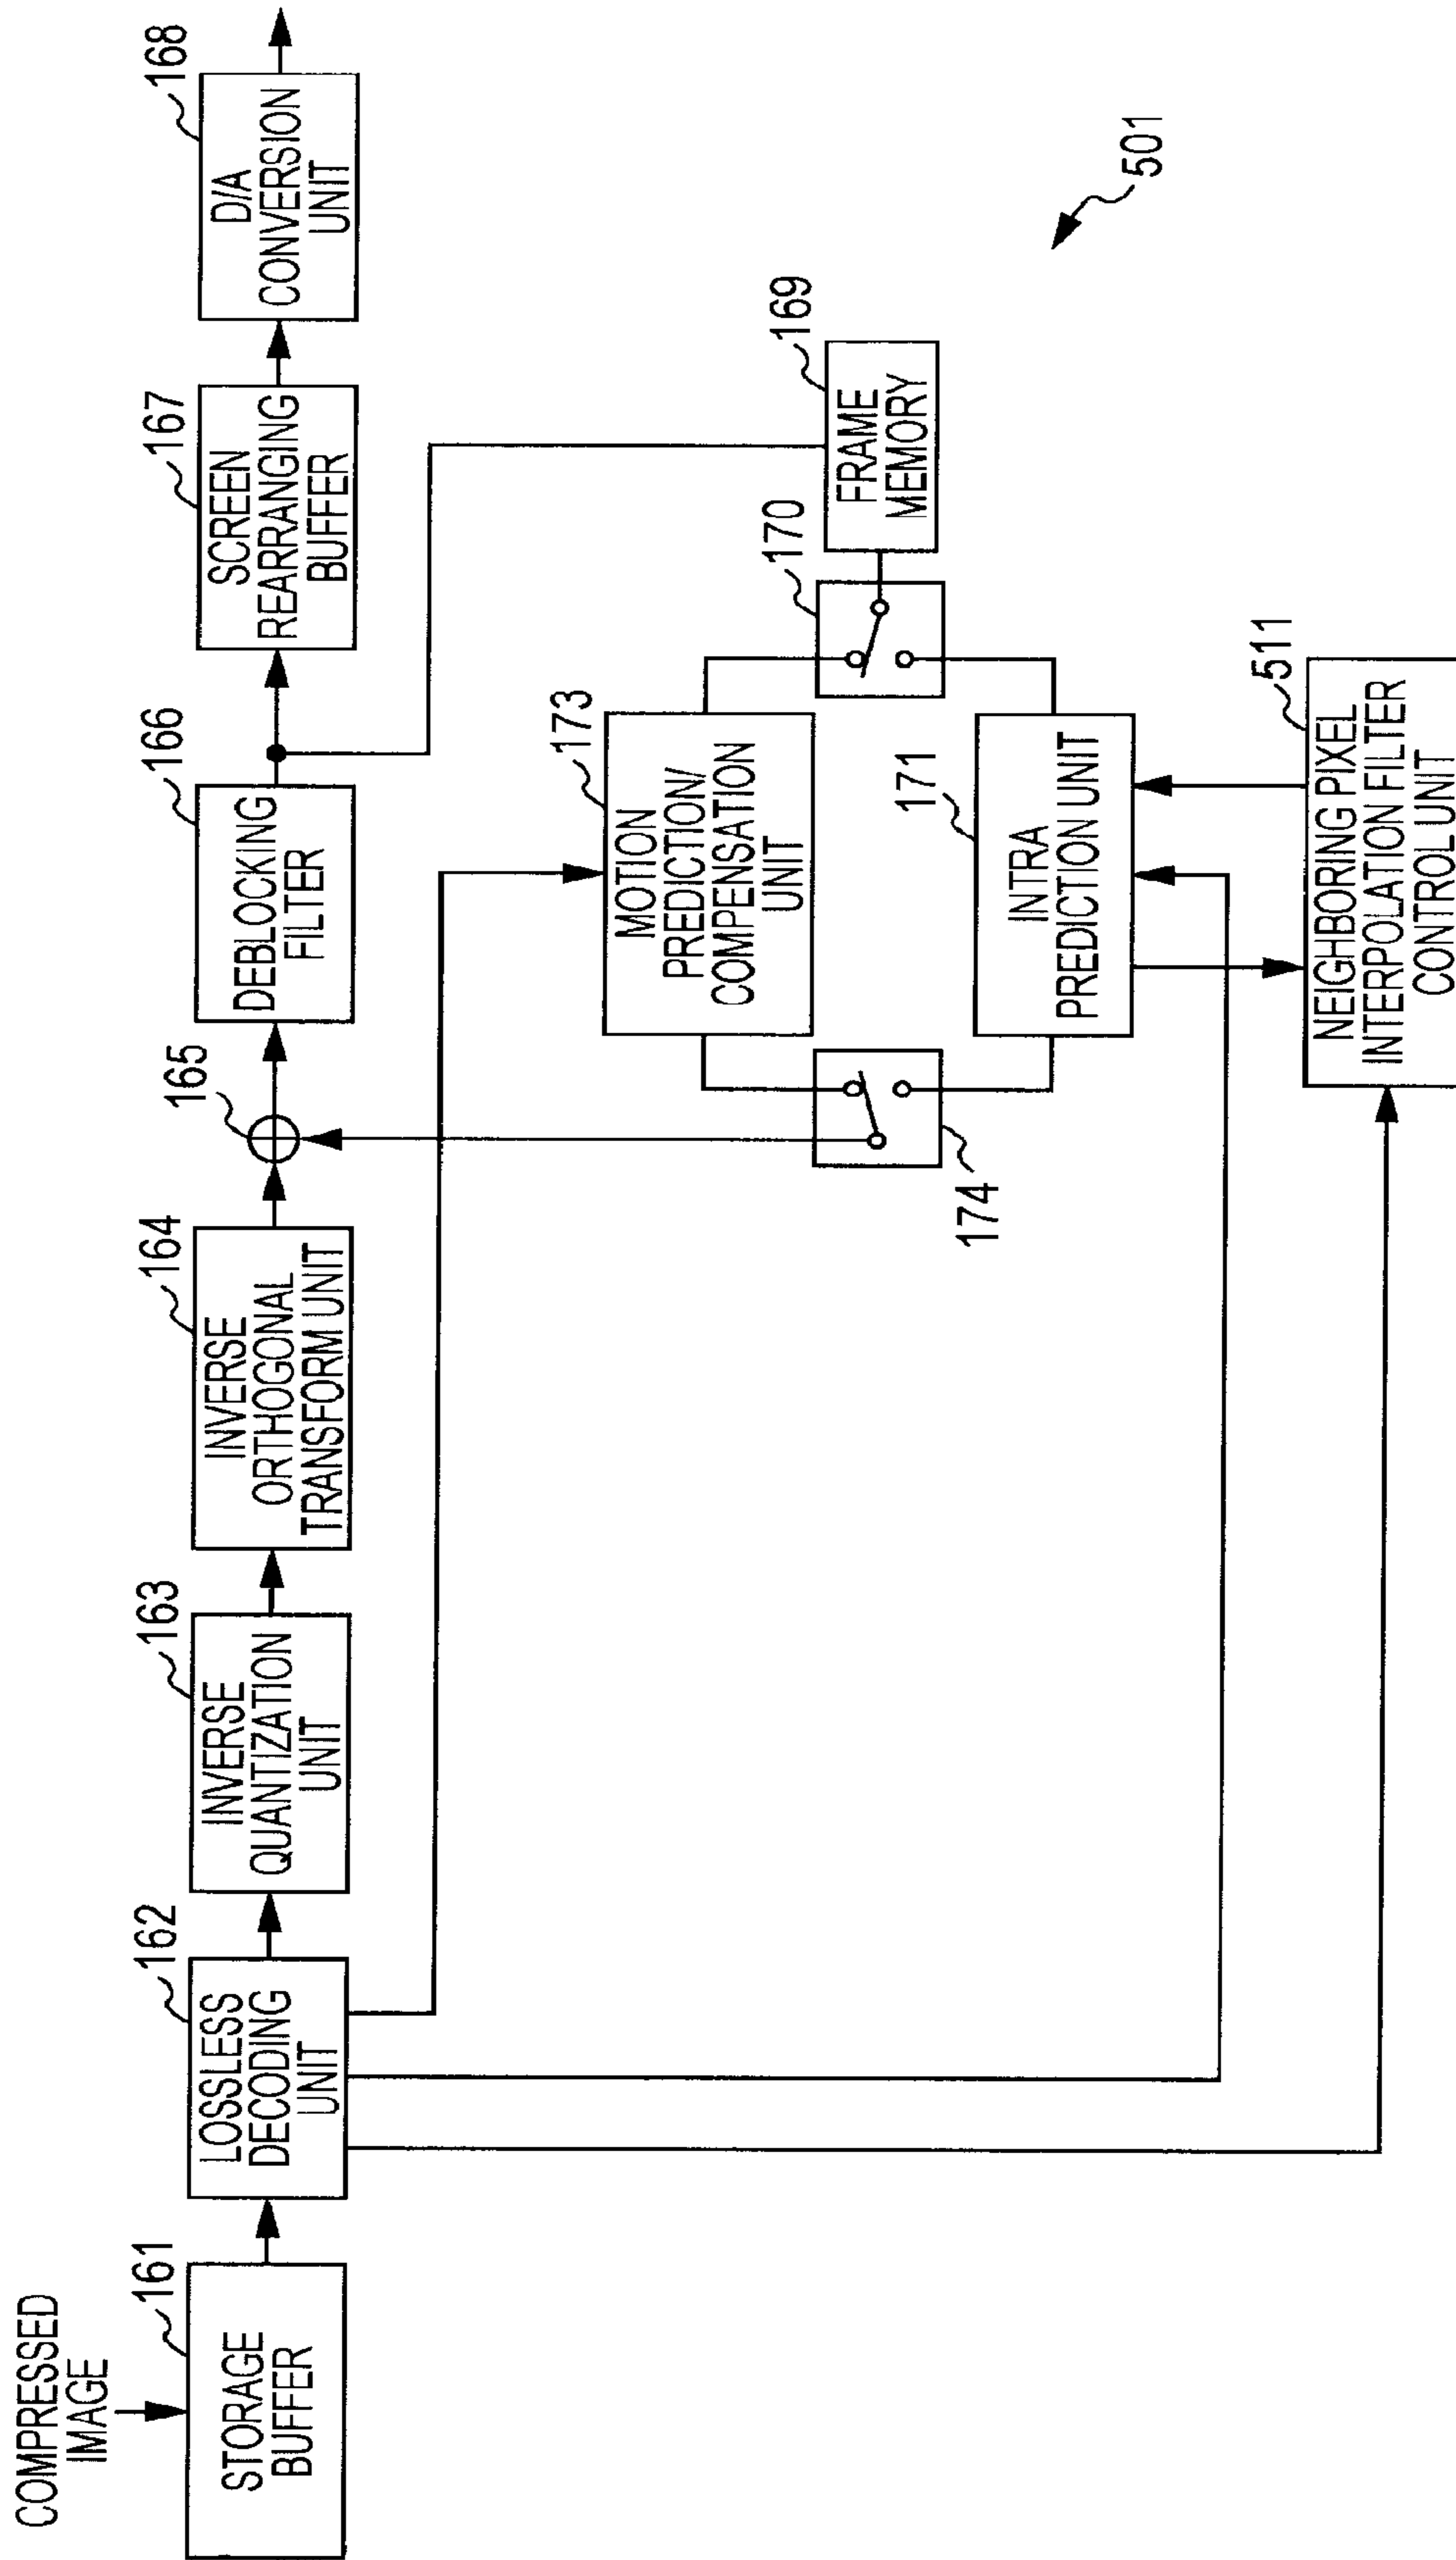 COMPRESSED
IMAGE
161
STORAGE
BUFFER
162
LOSSLESS
DECODING
UNIT
163
INVERSE
QUANTIZATION
UNIT
164
INVERSE
ORTHOGONAL
TRANSFORM UNIT
165
166
DEBLOCKING
FILTER
167
SCREEN
REARRANGING
BUFFER
168
D/A
CONVERSION
UNIT
173
MOTION
PREDICTION/
COMPENSATION
UNIT
170
169
FRAME
MEMORY
174
171
INTRA
PREDICTION UNIT
501
511
NEIGHBORING PIXEL
INTERPOLATION FILTER
CONTROL UNIT